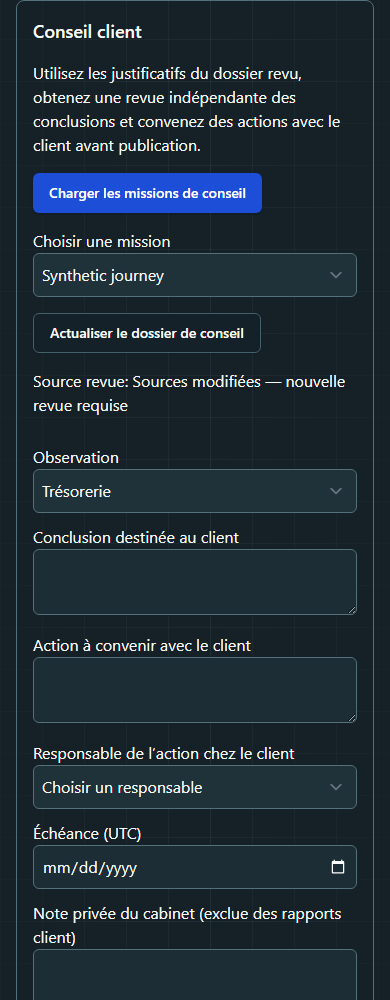 Conseil client
Utilisez les justificatifs du dossier revu,
obtenez une revue indépendante des
conclusions et convenez des actions avec le
client avant publication.
Charger les missions de conseil
Choisir une mission
Synthetic journey
Actualiser le dossier de conseil
Source revue: Sources modifiées — nouvelle
revue requise
Observation
Trésorerie
Conclusion destinée au client
Action à convenir avec le client
Responsable de l’action chez le client
Choisir un responsable
Échéance (UTC)
mm/dd/yyyy
Note privée du cabinet (exclue des rapports
client)